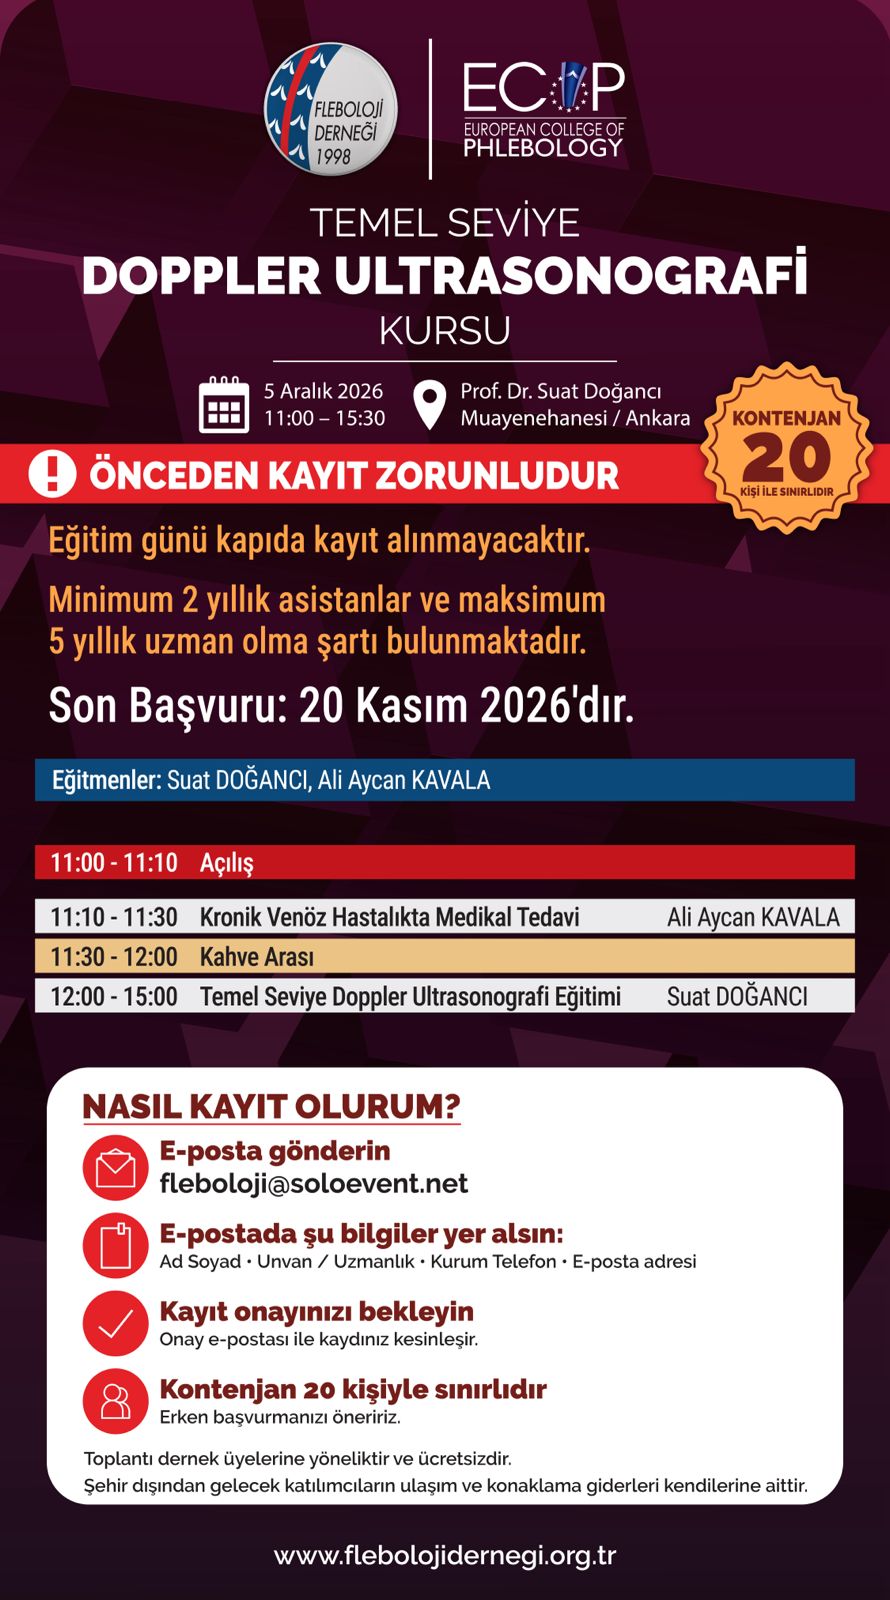 FLEBOLOJİ
DERNEĞİ
1998
ECP
EUROPEAN COLLEGE OF
PHLEBOLOGY
TEMEL SEVİYE
DOPPLER ULTRASONOGRAFİ
KURSU
5 Aralık 2026
11:00 – 15:30
Prof. Dr. Suat Doğancı
Muayenehanesi / Ankara
KONTENJAN
20
KİŞİ İLE SINIRLIDIR
! ÖNCEDEN KAYIT ZORUNLUDUR
Eğitim günü kapıda kayıt alınmayacaktır.
Minimum 2 yıllık asistanlar ve maksimum
5 yıllık uzman olma şartı bulunmaktadır.
Son Başvuru: 20 Kasım 2026'dır.
Eğitmenler: Suat DOĞANCI, Ali Aycan KAVALA
11:00 - 11:10 Açılış
11:10 - 11:30 Kronik Venöz Hastalıkta Medikal Tedavi Ali Aycan KAVALA
11:30 - 12:00 Kahve Arası
12:00 - 15:00 Temel Seviye Doppler Ultrasonografi Eğitimi Suat DOĞANCI
NASIL KAYIT OLURUM?
E-posta gönderin
fleboloji@soloevent.net
E-postada şu bilgiler yer alsın:
Ad Soyad • Unvan / Uzmanlık • Kurum Telefon • E-posta adresi
Kayıt onayınızı bekleyin
Onay e-postası ile kaydınız kesinleşir.
Kontenjan 20 kişiyle sınırlıdır
Erken başvurmanızı öneririz.
Toplantı dernek üyelerine yöneliktir ve ücretsizdir.
Şehir dışından gelecek katılımcıların ulaşım ve konaklama giderleri kendilerine aittir.
www.flebolojidernegi.org.tr